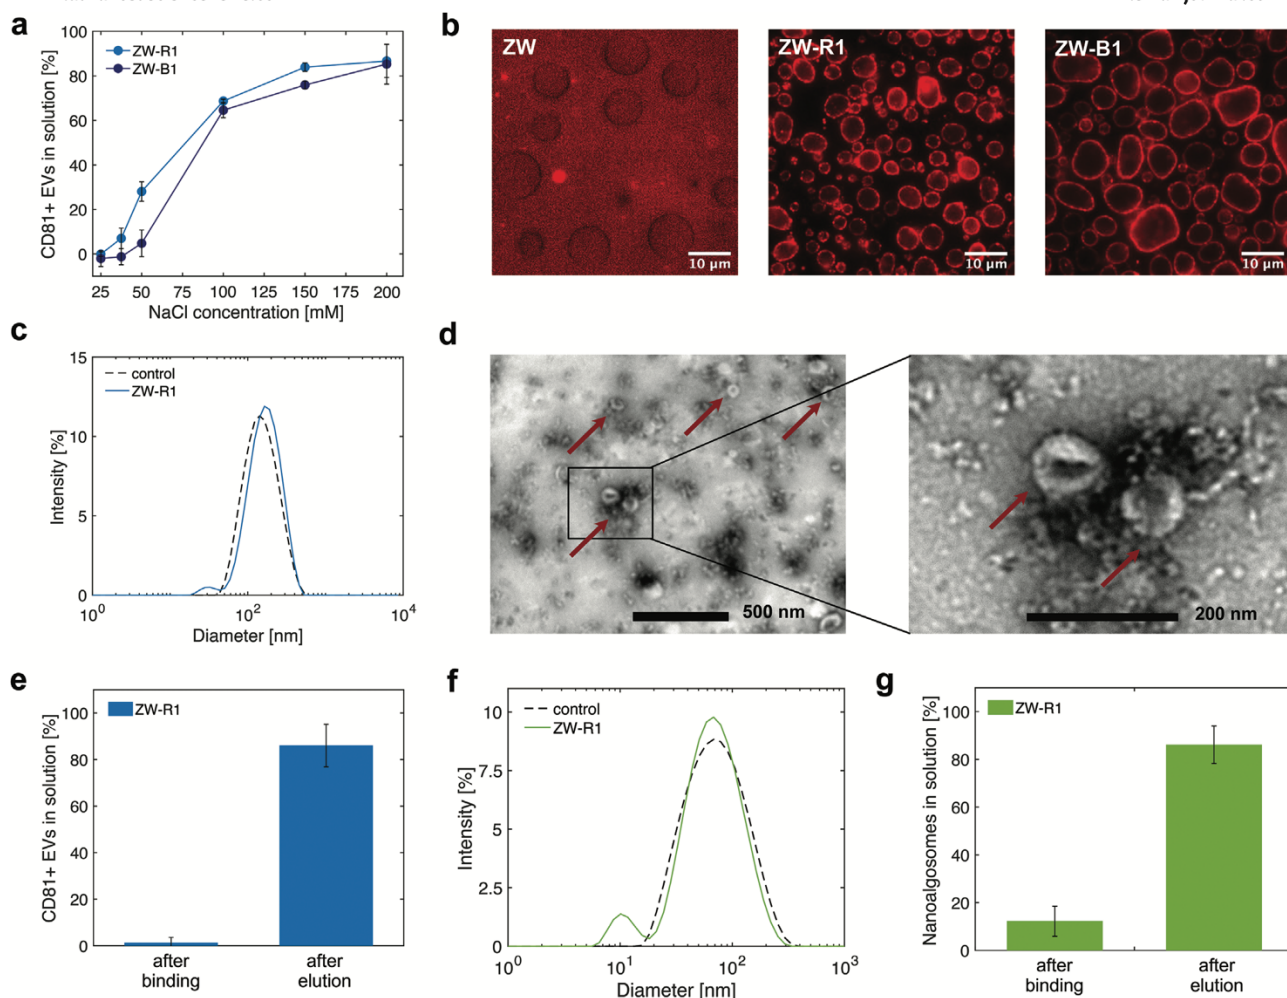 a
CD81+ EVs in solution [%]
100
80
60
40
20
0
ZW-R1
ZW-B1
25
50
75
100
125
150
175
200
NaCl concentration [mM]
b
ZW
10 µm
ZW-R1
10 µm
ZW-B1
10 µm
c
Intensity [%]
15
10
5
0
control
ZW-R1
10⁰
10²
10⁴
Diameter [nm]
d
500 nm
200 nm
e
CD81+ EVs in solution [%]
100
80
60
40
20
0
ZW-R1
after
binding
after
elution
f
Intensity [%]
10
7.5
5
2.5
0
control
ZW-R1
10⁰
10¹
10²
10³
Diameter [nm]
g
Nanoalgosomes in solution [%]
100
80
60
40
20
0
ZW-R1
after
binding
after
elution